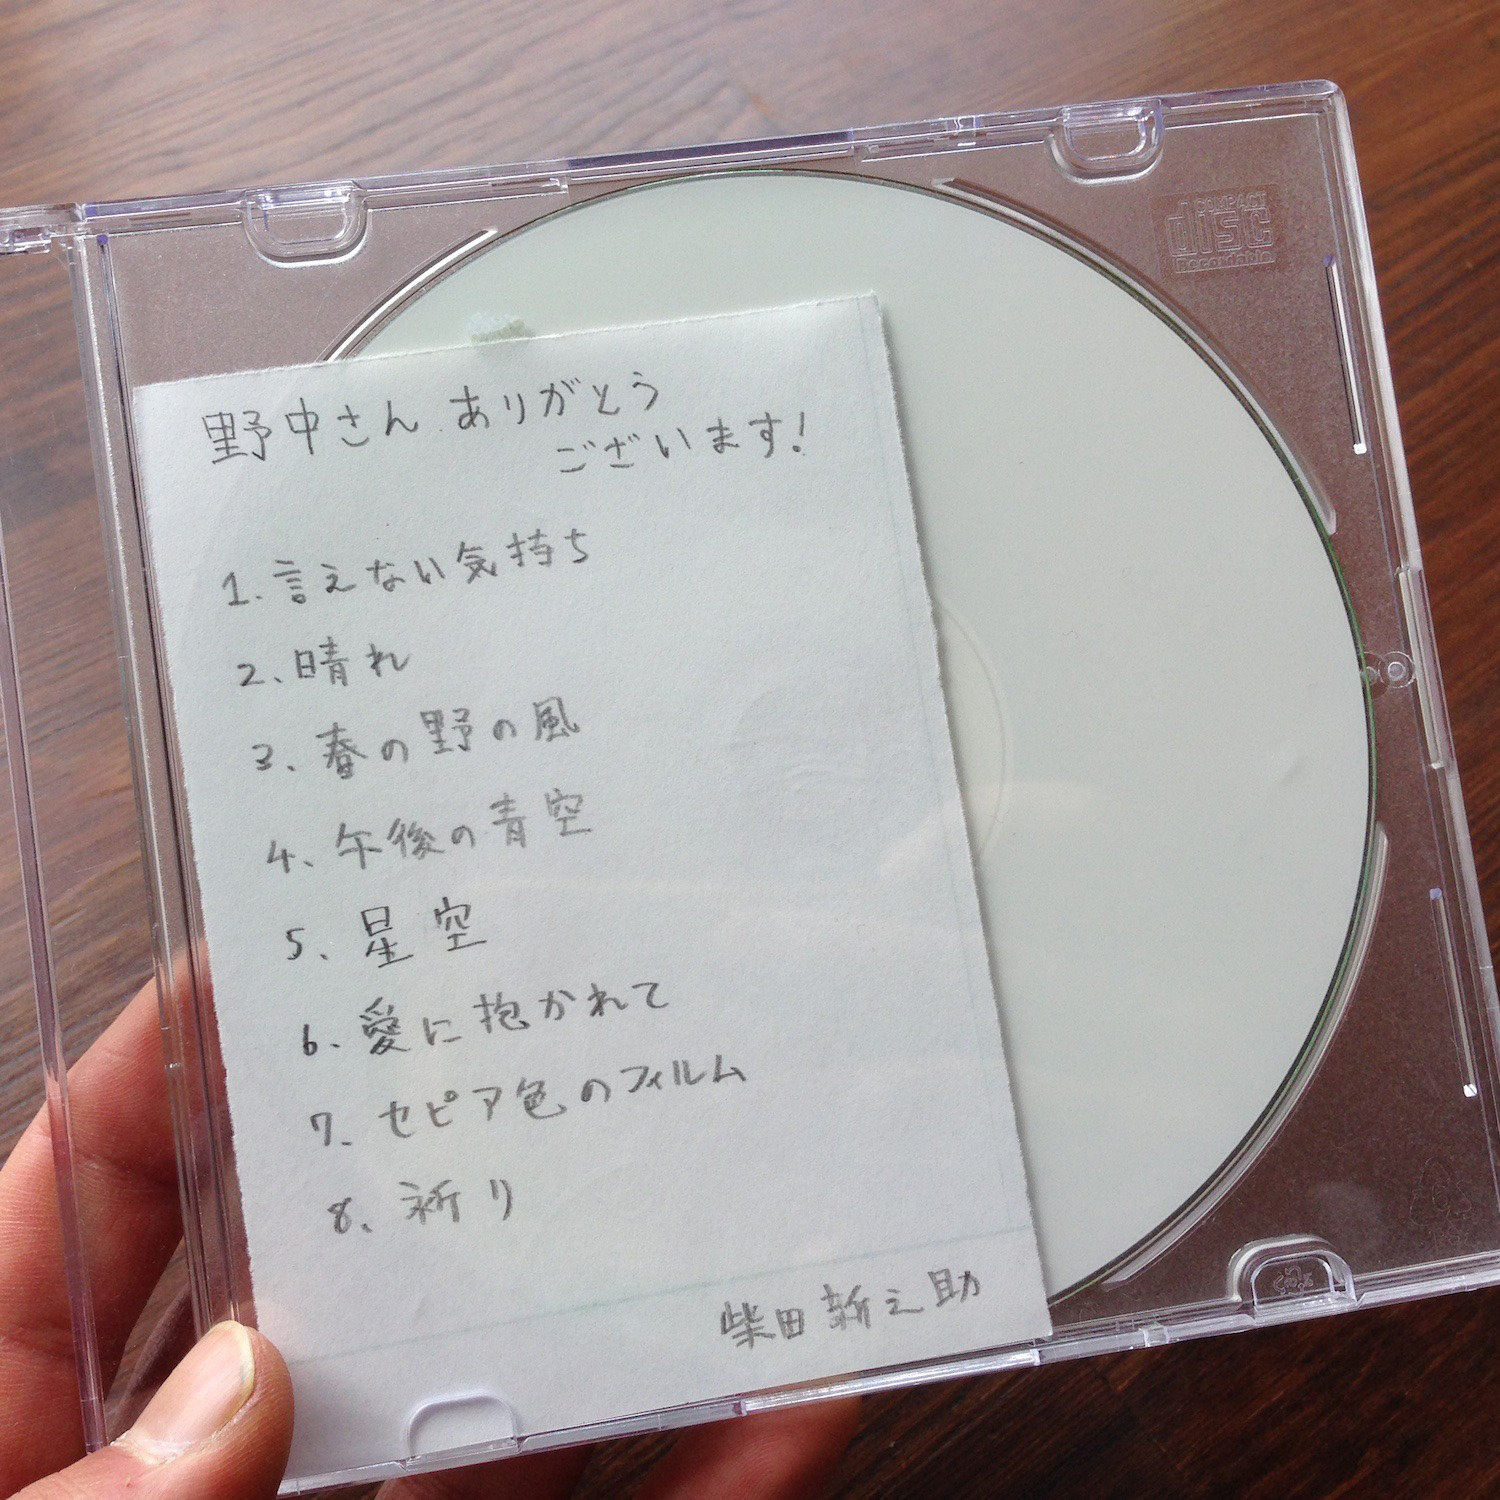 野中さん ありがとう
ございます!
1. 言えない気持ち
2、晴れ
3、春の野の風
4、午後の青空
5、星空
6、愛に抱かれて
7、セピア色のフィルム
8、祈り
柴田新之助
COMPACT
disc
Recordable